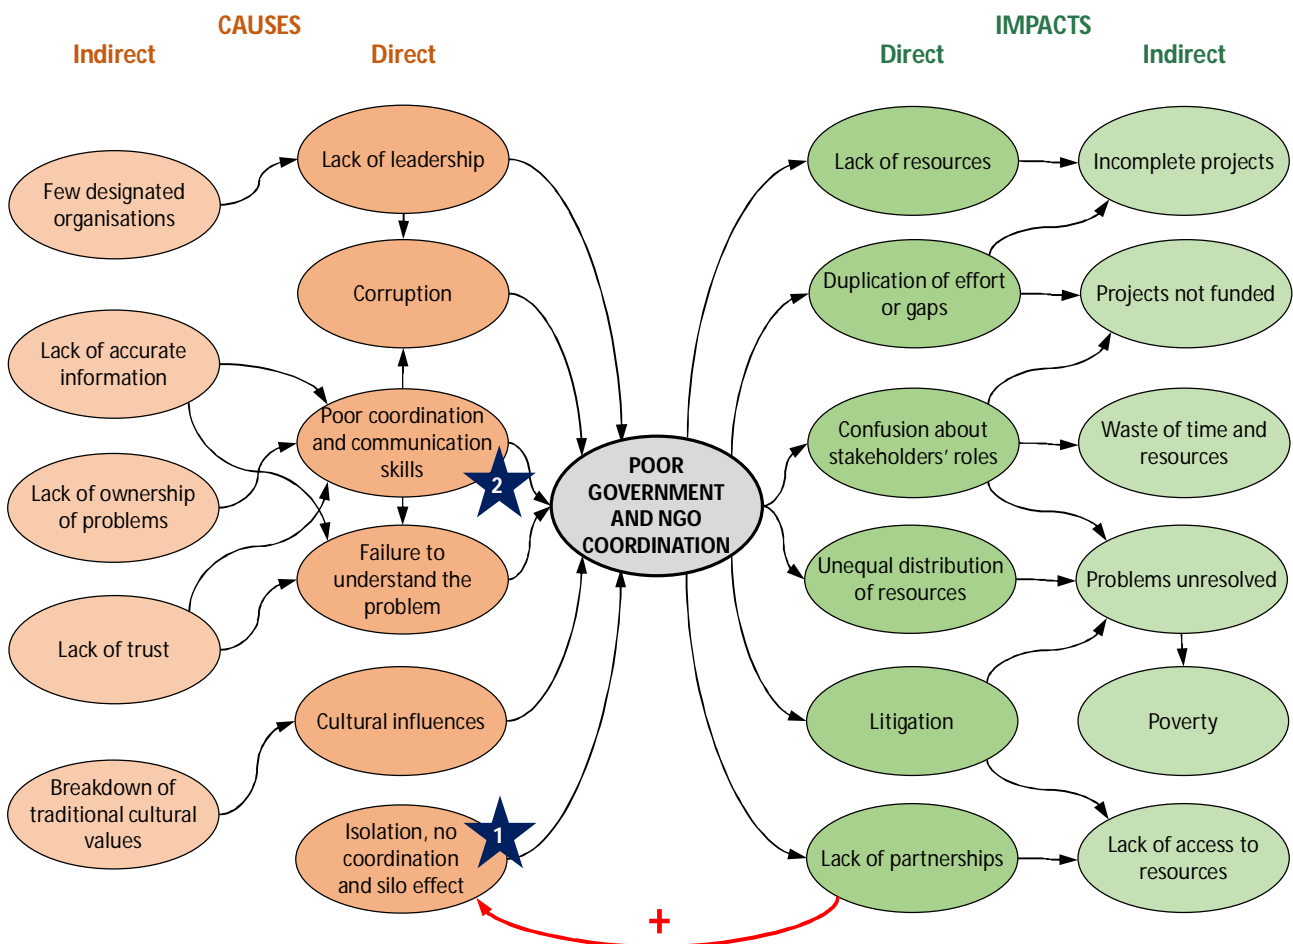 CAUSES
IMPACTS
Indirect
Direct
Direct
Indirect
Few designated
organisations
Lack of accurate
information
Lack of ownership
of problems
Lack of trust
Breakdown of
traditional cultural
values
Lack of leadership
Corruption
Poor coordination
and communication
skills
2
Failure to
understand the
problem
Cultural influences
Isolation, no
coordination
and silo effect
1
POOR
GOVERNMENT
AND NGO
COORDINATION
Lack of resources
Duplication of effort
or gaps
Confusion about
stakeholders’ roles
Unequal distribution
of resources
Litigation
Lack of partnerships
Incomplete projects
Projects not funded
Waste of time and
resources
Problems unresolved
Poverty
Lack of access to
resources
+